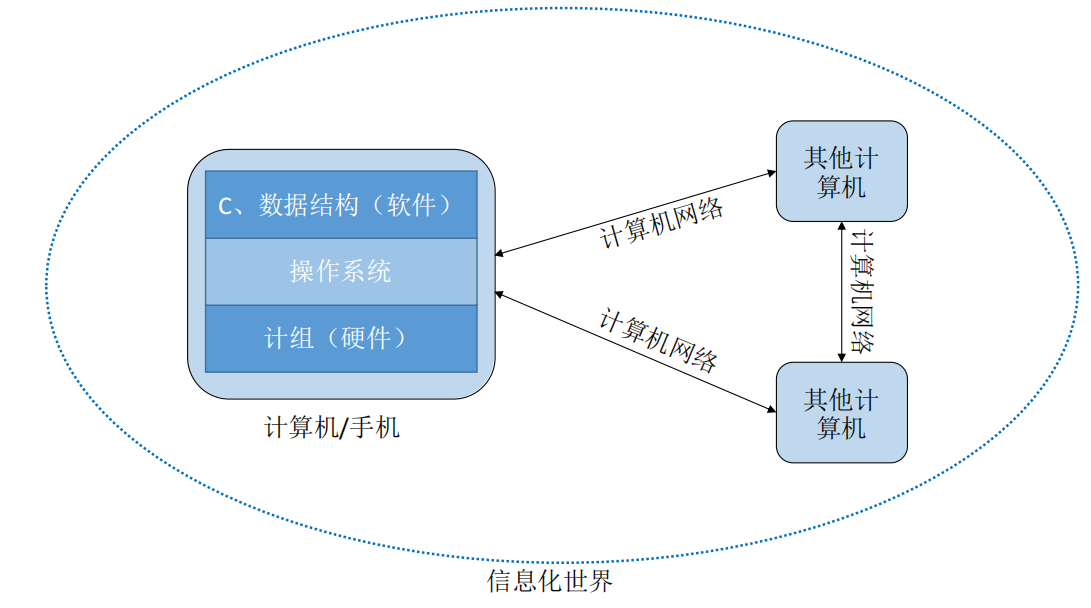 C、数据结构（软件）
操作系统
计组（硬件）
计算机/手机
计算机网络
计算机网络
其他计
算机
计算机网络
其他计
算机
信息化世界